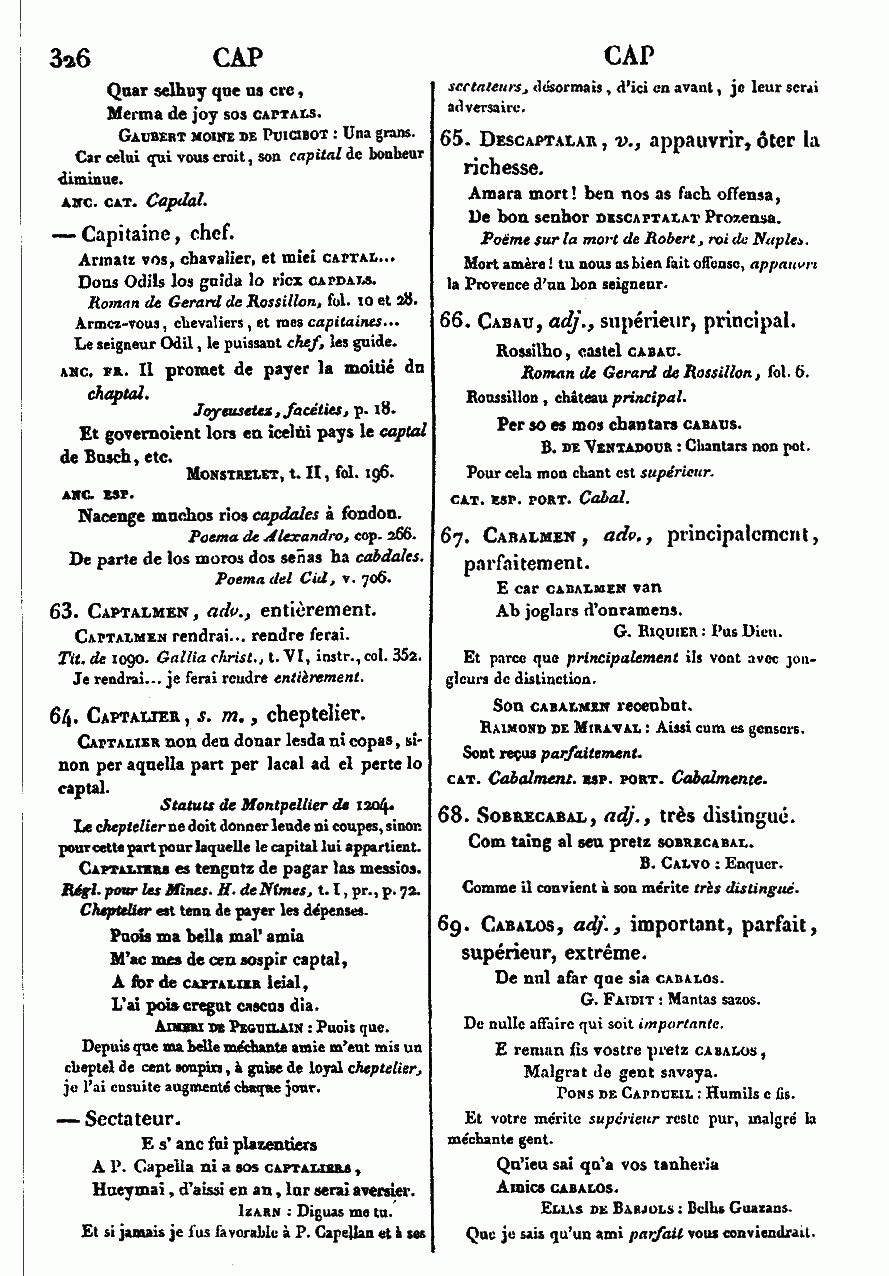 326 CAP CAP
Quar selhuy que us cre,
Merma de joy sos CAPTALS.
GAUBERT MOINE DE PUICIBOT : Una grans.
Car celui qui vous croit, son capital de bonheur
diminue.
ANC. CAT. Capdal.
— Capitaine, chef.
Armatz vos, chavalier, et miei CAPTAL...
Dons Odils los guida lo ricx CAPDALS.
Roman de Gerard de Rossillon, fol. 10 et 28.
Armez-vous, chevaliers, et mes capitaines...
Le seigneur Odil, le puissant chef, les guide.
ANC. FR. Il promet de payer la moitié du
chaptal.
Joyeusetez, facéties, p. 18.
Et governoient lors en icelui pays le captal
de Busch, etc.
MONSTRELET, t. II, fol. 196.
ANC. ESP.
Nacenge muchos rios capdales à fondon.
Poema de Alexandro, cop. 266.
De parte de los moros dos señas ha cabdales.
Poema del Cid, v. 706.
63. CAPTALMEN, adv., entièrement.
CAPTALMEN rendrai... rendre ferai.
Tit. de 1090. Gallia christ., t. VI, instr., col. 352.
Je rendrai... je ferai rendre entièrement.
64. CAPTALIER, s. m., cheptelier.
CAPTALIER non deu donar lesda ni copas, si-
non per aquella part per lacal ad el perte lo
captal.
Statuts de Montpellier de 1204.
Le cheptelier ne doit donner leude ni coupes, sinon
pour cette part pour laquelle le capital lui appartient.
CAPTALIERS es tengutz de pagar las messios.
Régl. pour les Mines. H. de Nîmes, t. I, pr., p. 72.
Cheptelier est tenu de payer les dépenses.
Puois ma bella mal' amia
M'ac mes de cen sospir captal,
A for de CAPTALIER leial,
L'ai pois cregut cascus dia.
AIMERI DE PEGUILAIN : Puois que.
Depuis que ma belle méchante amie m'eut mis un
cheptel de cent soupirs, à guise de loyal cheptelier,
je l'ai ensuite augmenté chaque jour.
— Sectateur.
E s' anc fui plazentiers
A P. Capella ni a sos CAPTALIERS,
Hueymai, d'aissi en an, lur serai aversier.
IZARN : Diguas me tu.
Et si jamais je fus favorable à P. Capellan et à ses
sectateurs, désormais, d'ici en avant, je leur serai
adversaire.
65. DESCAPTALAR, v., appauvrir, ôter la
richesse.
Amara mort! ben nos as fach offensa,
De bon senhor DESCAPTALAT Prozensa.
Poëme sur la mort de Robert, roi de Naples.
Mort amère! tu nous as bien fait offense, appauvri
la Provence d'un bon seigneur.
66. CABAU, adj., supérieur, principal.
Rossilho, castel CABAU.
Roman de Gerard de Rossillon, fol. 6.
Roussillon, château principal.
Per so es mos chantars CABAUS.
B. DE VENTADOUR : Chantars non pot.
Pour cela mon chant est supérieur.
CAT. ESP. PORT. Cabal.
67. CABALMEN, adv., principalement,
parfaitement.
E car CABALMEN van
Ab joglars d'onramens.
G. RIQUIER : Pus Dieu.
Et parce que principalement ils vont avec jon-
gleurs de distinction.
Son CABALMEN receubut.
RAIMOND DE MIRAVAL : Aissi cum es gensors.
Sont reçus parfaitement.
CAT. Cabalment. ESP. PORT. Cabalmente.
68. SOBRECABAL, adj., très distingué.
Com taing al seu pretz SOBRECABAL.
B. CALVO : Enquer.
Comme il convient à son mérite très distingué.
69. CABALOS, adj., important, parfait,
supérieur, extrême.
De nul afar que sia CABALOS.
G. FAIDIT : Mantas sazos.
De nulle affaire qui soit importante.
E reman fis vostre pretz CABALOS,
Malgrat de gent savaya.
PONS DE CAPDUEIL : Humils e fis.
Et votre mérite supérieur reste pur, malgré la
méchante gent.
Qu'ieu sai qu'a vos tanheria
Amics CABALOS.
ELIAS DE BARJOLS : Belhs Guazans.
Que je sais qu'un ami parfait vous conviendrait.